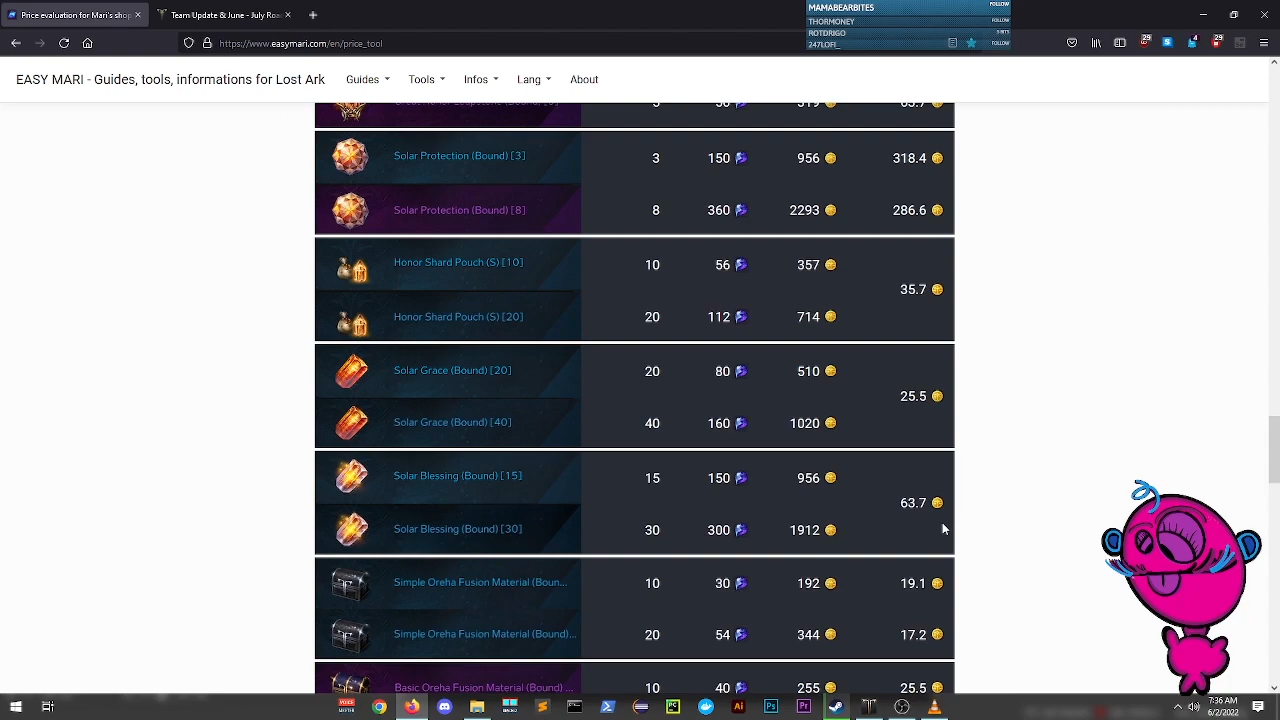 Price Evaluation for Mari
Team Update & June - July Ro
MAMABEARBITES FOLLOW
THORMONEY FOLLOW
ROTDRIGO
247LOFI_ FOLLOW
https://www.easymari.com/en/price_tool
EASY MARI - Guides, tools, informations for Lost Ark Guides Tools Infos Lang About
Solar Protection (Bound) [3] 3 150 956 318.4
Solar Protection (Bound) [8] 8 360 2293 286.6
Honor Shard Pouch (S) [10] 10 56 357
35.7
Honor Shard Pouch (S) [20] 20 112 714
Solar Grace (Bound) [20] 20 80 510
25.5
Solar Grace (Bound) [40] 40 160 1020
Solar Blessing (Bound) [15] 15 150 956
63.7
Solar Blessing (Bound) [30] 30 300 1912
Simple Oreha Fusion Material (Boun... 10 30 192 19.1
Simple Oreha Fusion Material (Bound)... 20 54 344 17.2
Basic Oreha Fusion Material (Bound) ... 10 40 255 25.5
7:36 AM
6/2/2022